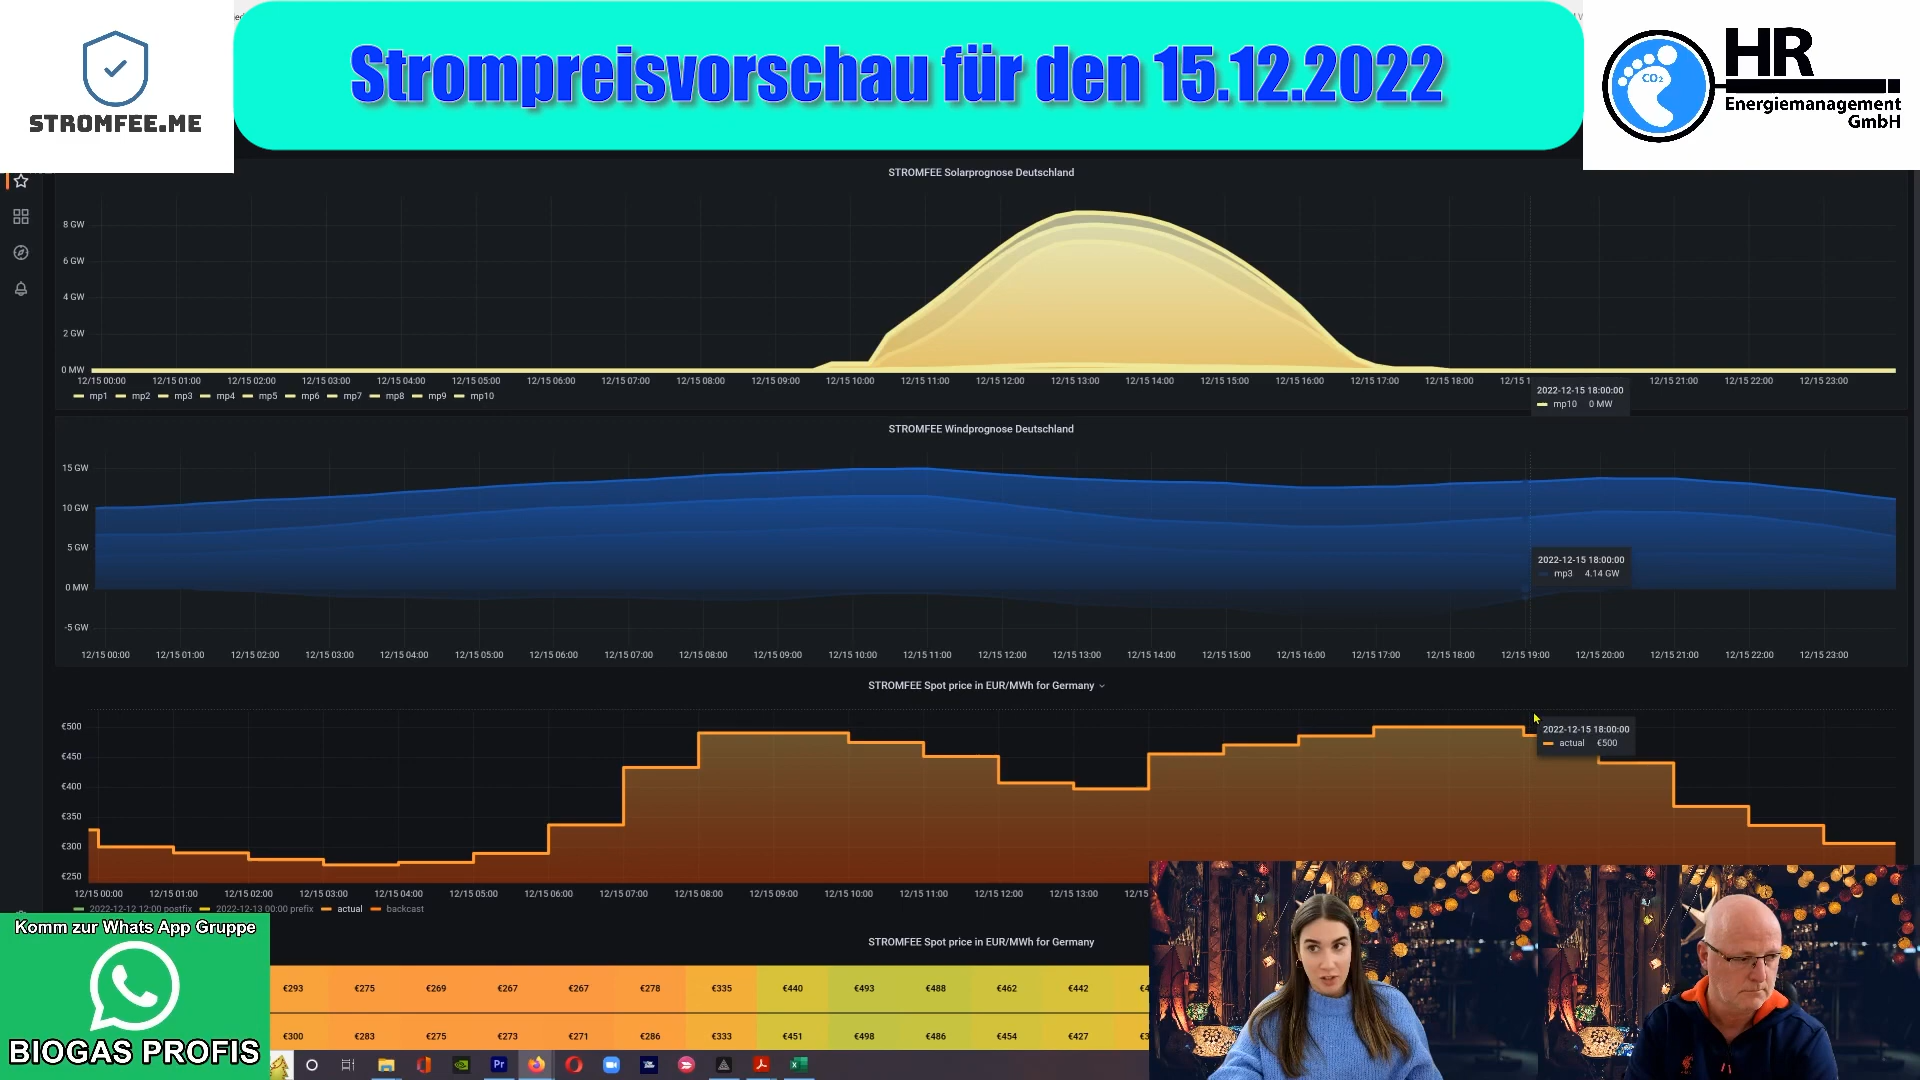 STROMFEE.ME
Strompreisvorschau für den 15.12.2022
CO₂
HR
Energiemanagement
GmbH
STROMFEE Solarprognose Deutschland
8 GW
6 GW
4 GW
2 GW
0 MW
12/15 00:00 12/15 01:00 12/15 02:00 12/15 03:00 12/15 04:00 12/15 05:00 12/15 06:00 12/15 07:00 12/15 08:00 12/15 09:00 12/15 10:00 12/15 11:00 12/15 12:00 12/15 13:00 12/15 14:00 12/15 15:00 12/15 16:00 12/15 17:00 12/15 18:00 12/15 1 12/15 21:00 12/15 22:00 12/15 23:00
mp1 mp2 mp3 mp4 mp5 mp6 mp7 mp8 mp9 mp10
2022-12-15 18:00:00
mp10 0 MW
STROMFEE Windprognose Deutschland
15 GW
10 GW
5 GW
0 MW
-5 GW
2022-12-15 18:00:00
mp3 4.14 GW
12/15 00:00 12/15 01:00 12/15 02:00 12/15 03:00 12/15 04:00 12/15 05:00 12/15 06:00 12/15 07:00 12/15 08:00 12/15 09:00 12/15 10:00 12/15 11:00 12/15 12:00 12/15 13:00 12/15 14:00 12/15 15:00 12/15 16:00 12/15 17:00 12/15 18:00 12/15 19:00 12/15 20:00 12/15 21:00 12/15 22:00 12/15 23:00
STROMFEE Spot price in EUR/MWh for Germany
€500
€450
€400
€350
€300
€250
2022-12-15 18:00:00
actual €500
12/15 00:00 12/15 01:00 12/15 02:00 12/15 03:00 12/15 04:00 12/15 05:00 12/15 06:00 12/15 07:00 12/15 08:00 12/15 09:00 12/15 10:00 12/15 11:00 12/15 12:00 12/15 13:00 12/15
2022-12-12 12:00 postfix 2022-12-13 00:00 prefix actual backcast
Komm zur Whats App Gruppe
BIOGAS PROFIS
STROMFEE Spot price in EUR/MWh for Germany
€293 €275 €269 €267 €267 €278 €335 €440 €493 €488 €462 €442
€300 €283 €275 €273 €271 €286 €333 €451 €498 €486 €454 €427
Pr